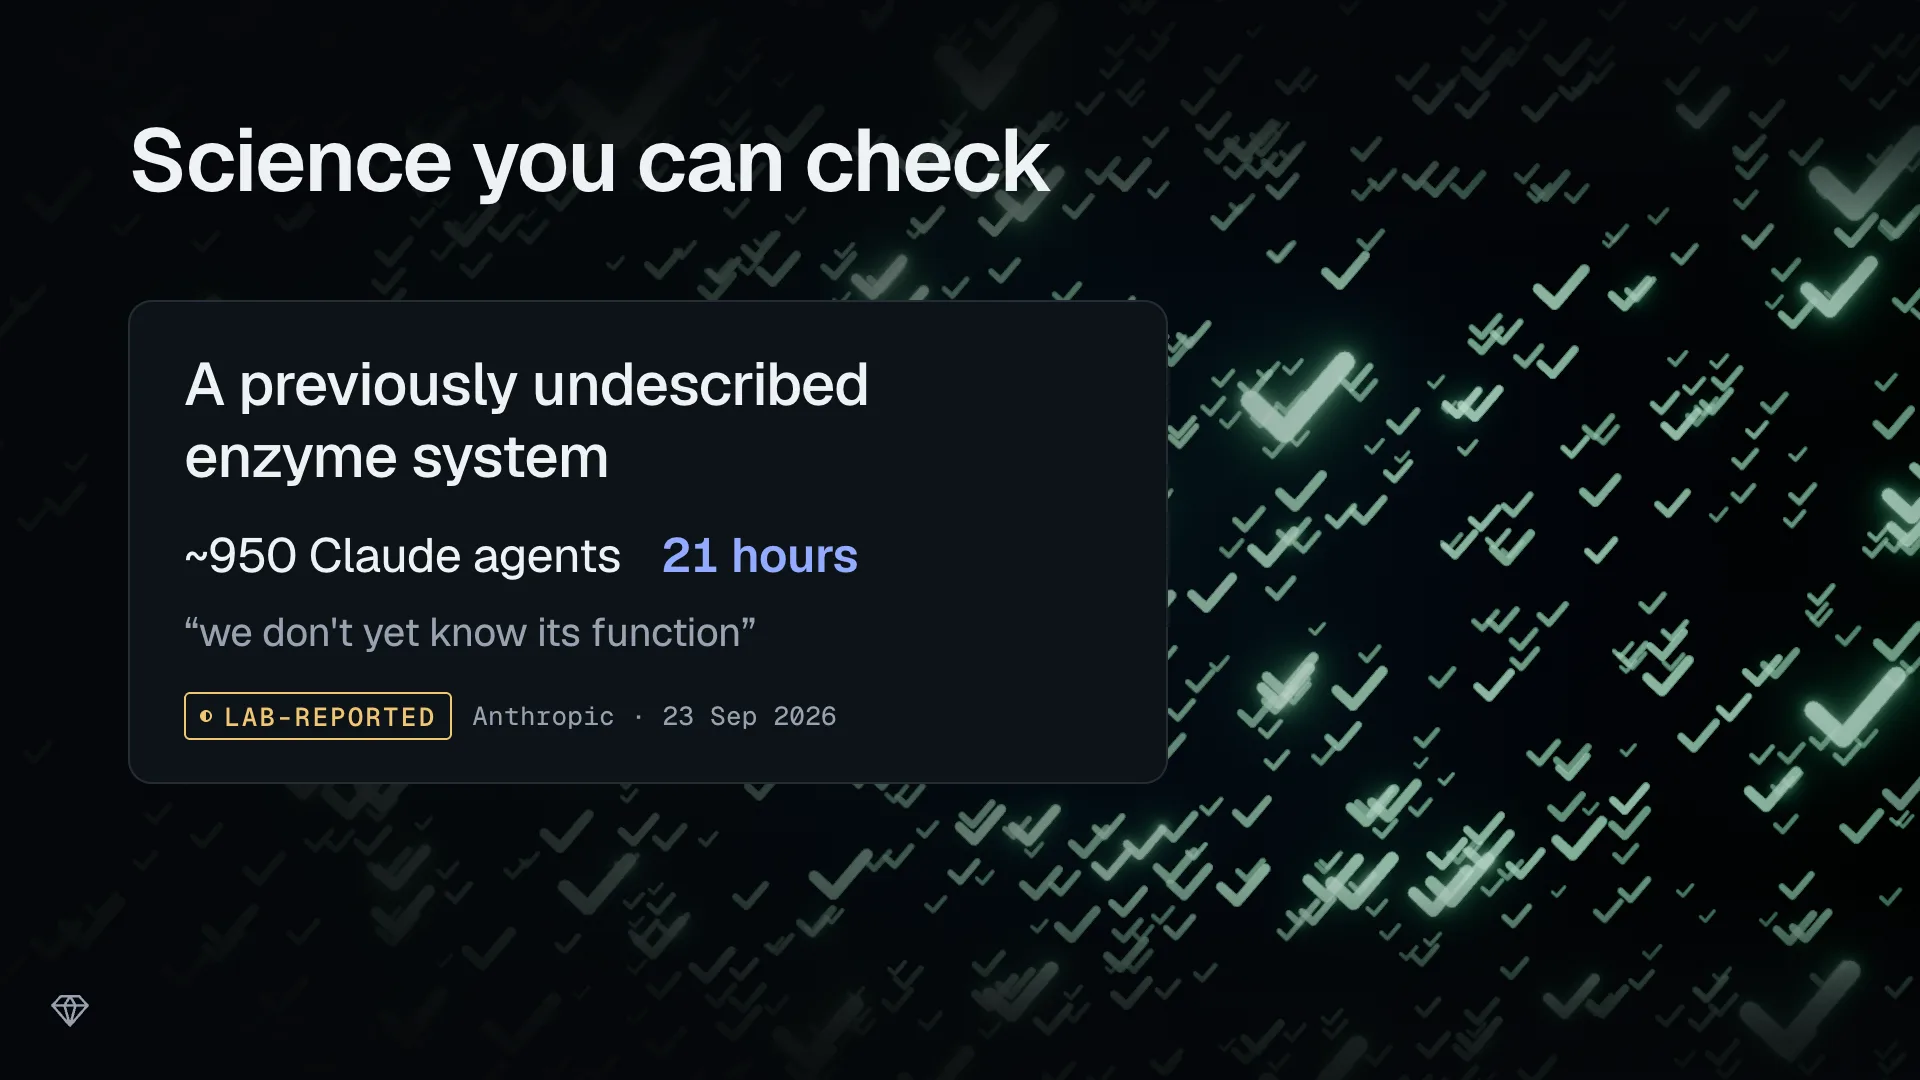 Science you can check
A previously undescribed
enzyme system
~950 Claude agents 21 hours
“we don't yet know its function”
LAB-REPORTED Anthropic · 23 Sep 2026